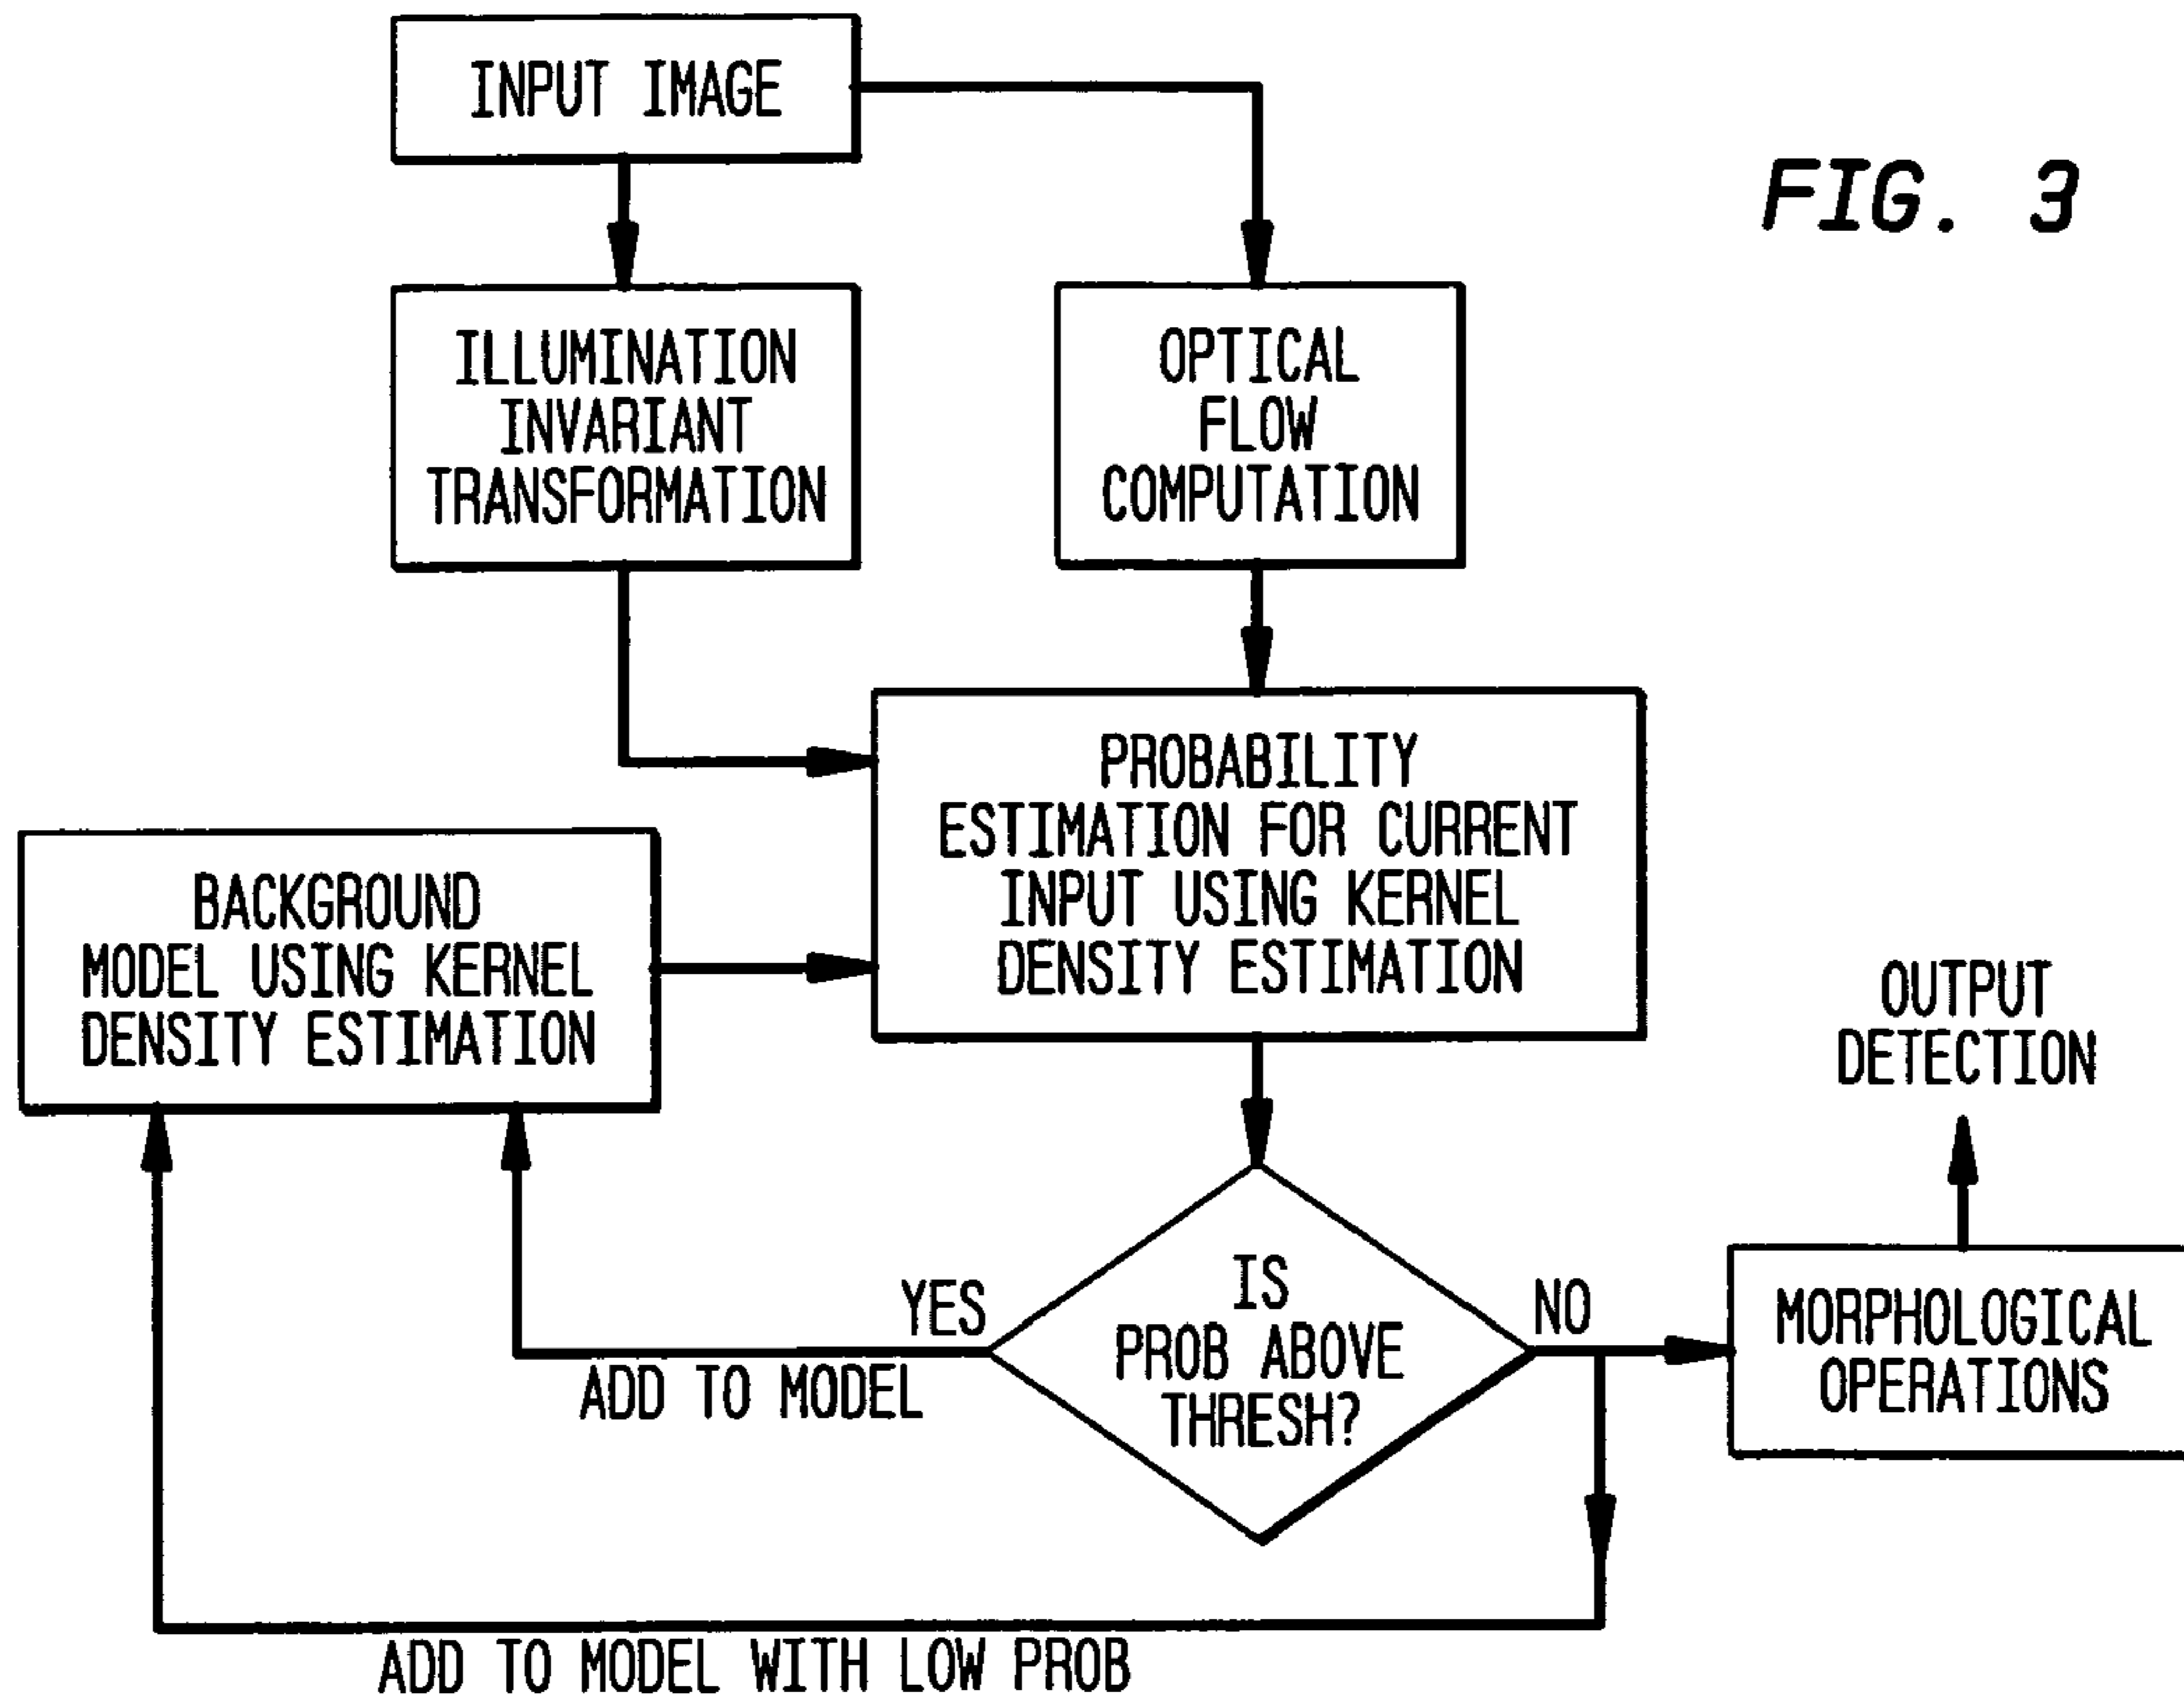 INPUT IMAGE
FIG. 3
ILLUMINATION
INVARIANT
TRANSFORMATION
OPTICAL
FLOW
COMPUTATION
PROBABILITY
ESTIMATION FOR CURRENT
INPUT USING KERNEL
DENSITY ESTIMATION
BACKGROUND
MODEL USING KERNEL
DENSITY ESTIMATION
OUTPUT
DETECTION
IS
PROB ABOVE
THRESH?
YES
ADD TO MODEL
NO
MORPHOLOGICAL
OPERATIONS
ADD TO MODEL WITH LOW PROB